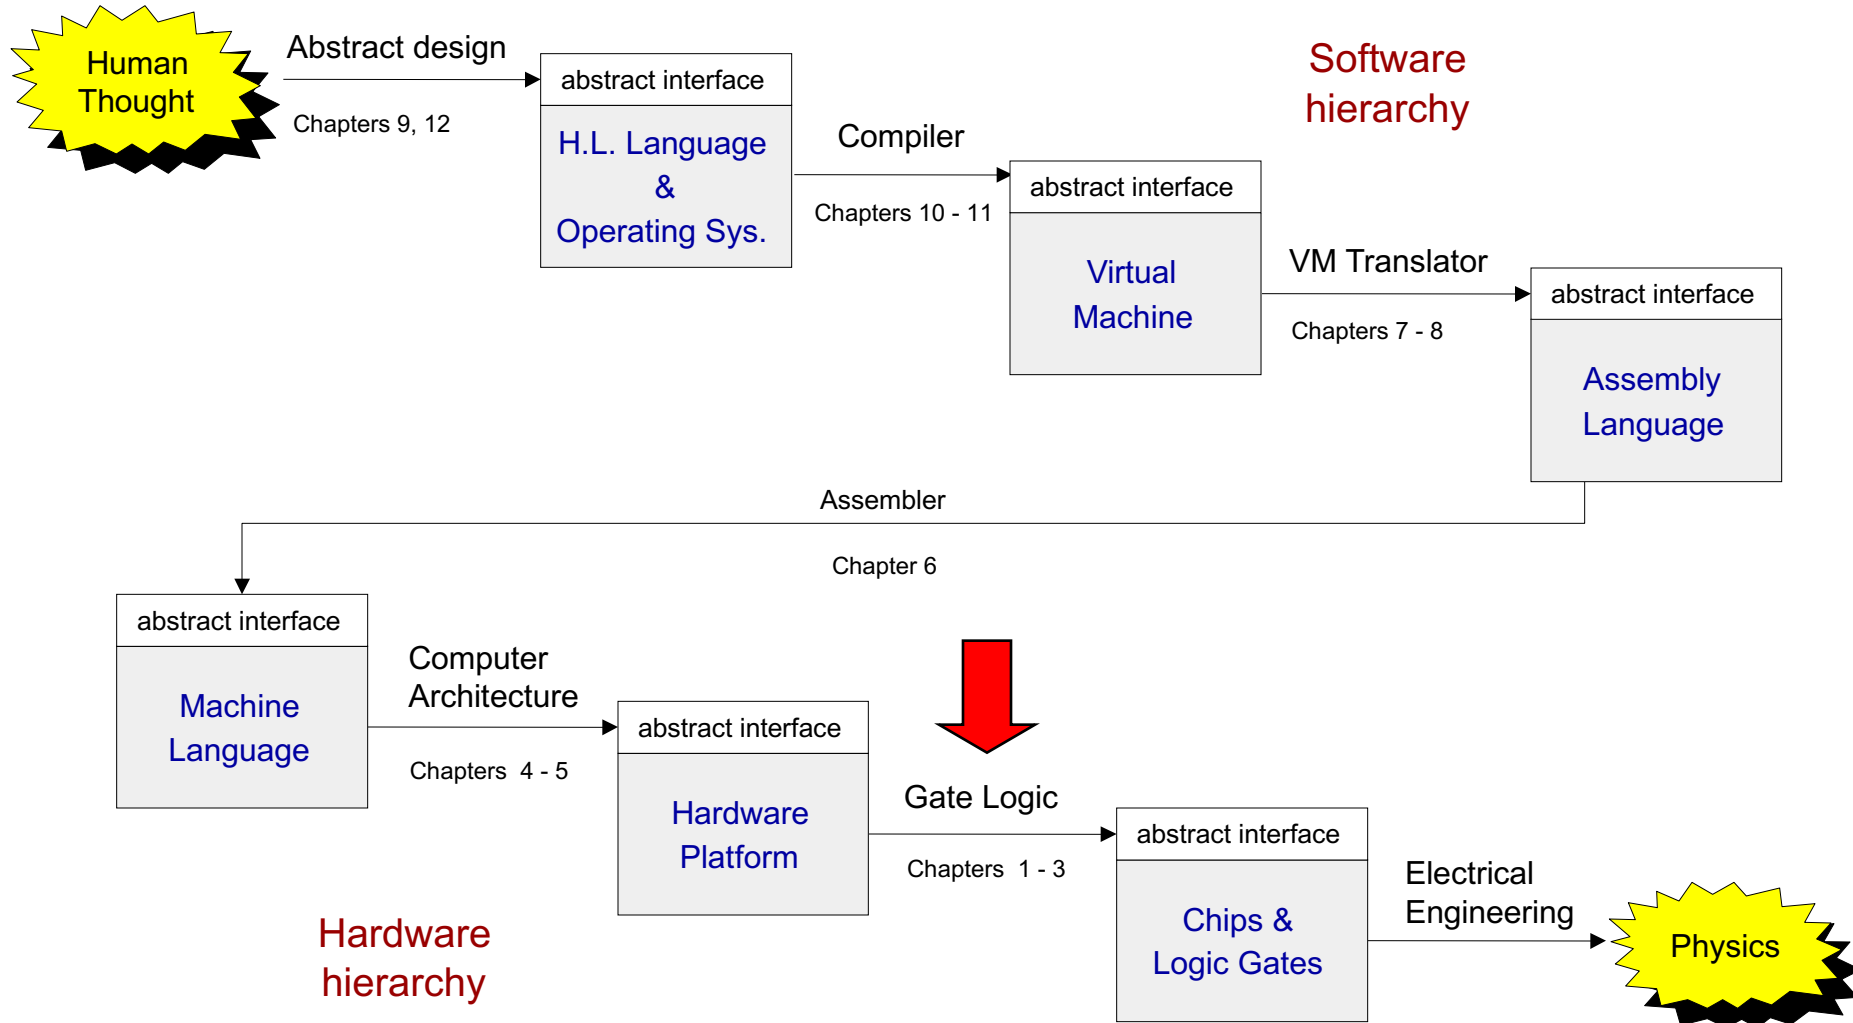 Human
Thought
Abstract design
Chapters 9, 12
abstract interface
H.L. Language
&
Operating Sys.
Compiler
Chapters 10 - 11
Software
hierarchy
abstract interface
Virtual
Machine
VM Translator
Chapters 7 - 8
abstract interface
Assembly
Language
Assembler
Chapter 6
abstract interface
Machine
Language
Computer
Architecture
Chapters 4 - 5
abstract interface
Hardware
Platform
Gate Logic
Chapters 1 - 3
abstract interface
Chips &
Logic Gates
Electrical
Engineering
Physics
Hardware
hierarchy